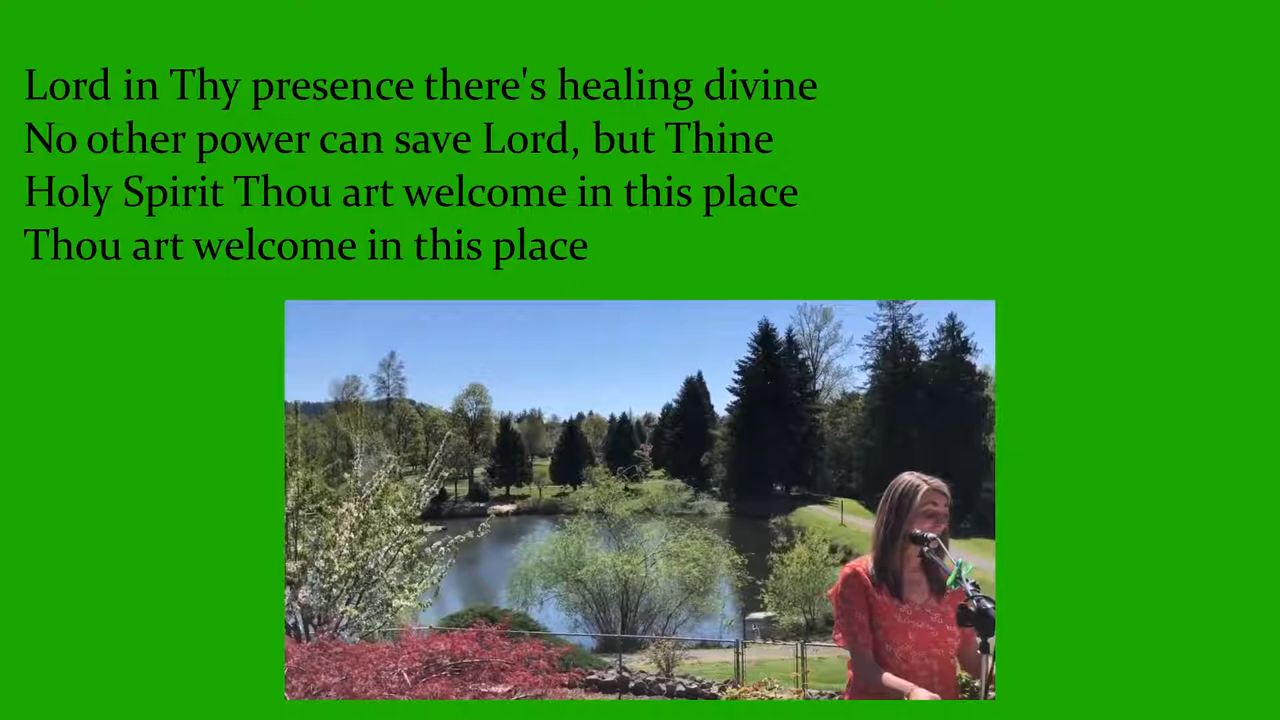 Lord in Thy presence there's healing divine
No other power can save Lord, but Thine
Holy Spirit Thou art welcome in this place
Thou art welcome in this place